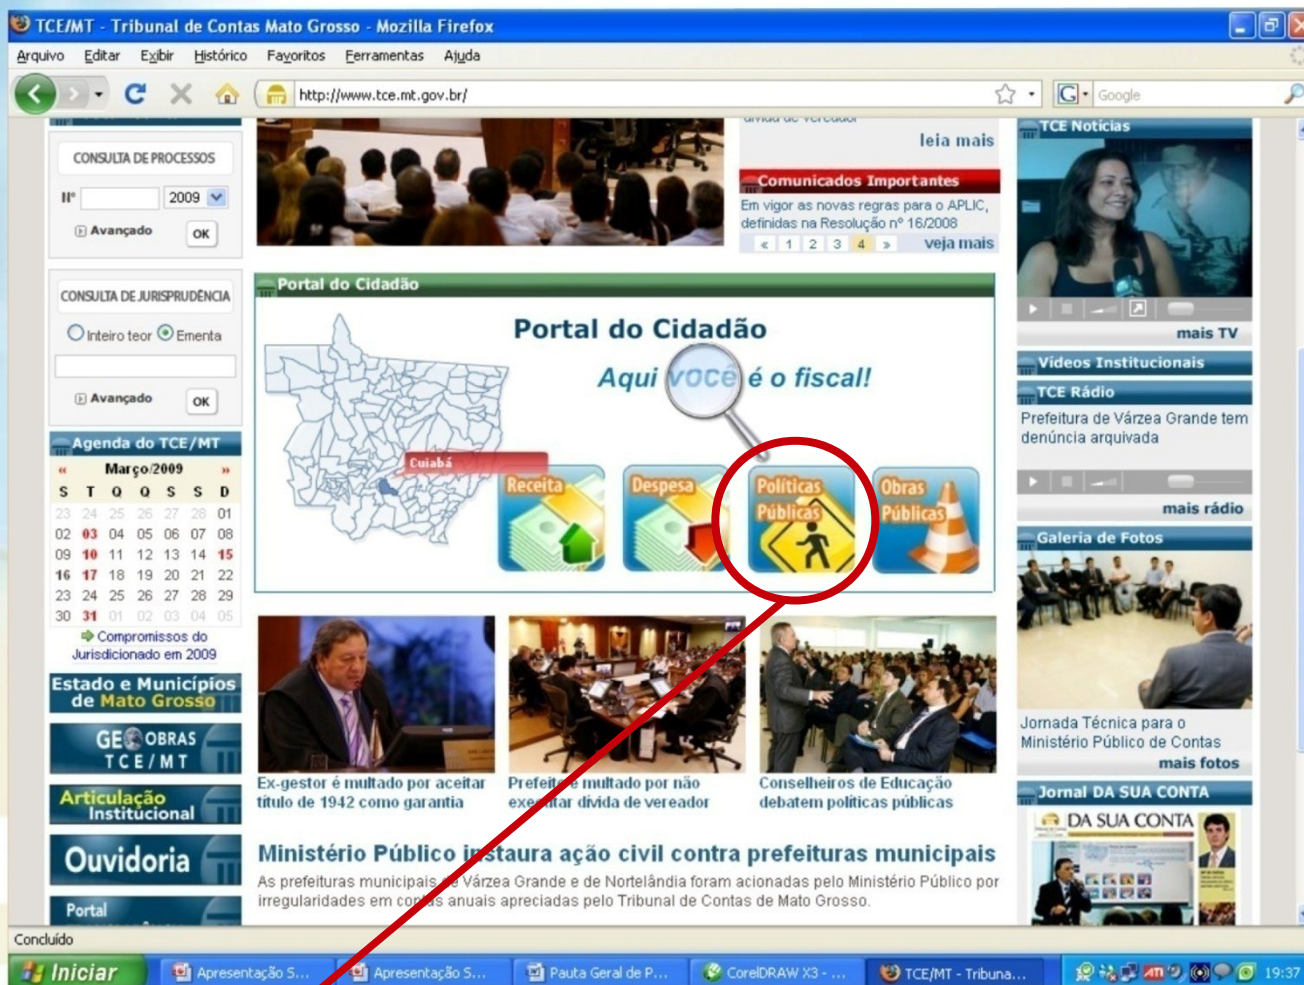 TCE/MT - Tribunal de Contas Mato Grosso - Mozilla Firefox
Arquivo Editar Exibir Histórico Favoritos Ferramentas Ajuda
http://www.tce.mt.gov.br/
G Google
CONSULTA DE PROCESSOS
Nº 2009
Avançado OK
CONSULTA DE JURISPRUDÊNCIA
Inteiro teor Ementa
Avançado OK
Agenda do TCE/MT
« Março/2009 »
S T Q Q S S D
23 24 25 26 27 28 01
02 03 04 05 06 07 08
09 10 11 12 13 14 15
16 17 18 19 20 21 22
23 24 25 26 27 28 29
30 31 01 02 03 04 05
Compromissos do
Jurisdicionado em 2009
Estado e Municípios
de Mato Grosso
GEOOBRAS
TCE/MT
Articulação
Institucional
Ouvidoria
Portal
dívida de vereador
leia mais
Comunicados Importantes
Em vigor as novas regras para o APLIC,
definidas na Resolução nº 16/2008
« 1 2 3 4 » veja mais
Portal do Cidadão
Portal do Cidadão
Aqui você é o fiscal!
Cuiabá
Receita
Despesa
Políticas
Públicas
Obras
Públicas
Ex-gestor é multado por aceitar
título de 1942 como garantia
Prefeito é multado por não
executar dívida de vereador
Conselheiros de Educação
debatem políticas públicas
Ministério Público instaura ação civil contra prefeituras municipais
As prefeituras municipais de Várzea Grande e de Nortelândia foram acionadas pelo Ministério Público por
irregularidades em contas anuais apreciadas pelo Tribunal de Contas de Mato Grosso.
TCE Notícias
mais TV
Vídeos Institucionais
TCE Rádio
Prefeitura de Várzea Grande tem
denúncia arquivada
mais rádio
Galeria de Fotos
Jornada Técnica para o
Ministério Público de Contas
mais fotos
Jornal DA SUA CONTA
DA SUA CONTA
Concluído
Iniciar
Apresentação S...
Apresentação S...
Pauta Geral de P...
CorelDRAW X3 - ...
TCE/MT - Tribuna...
ATI
19:37